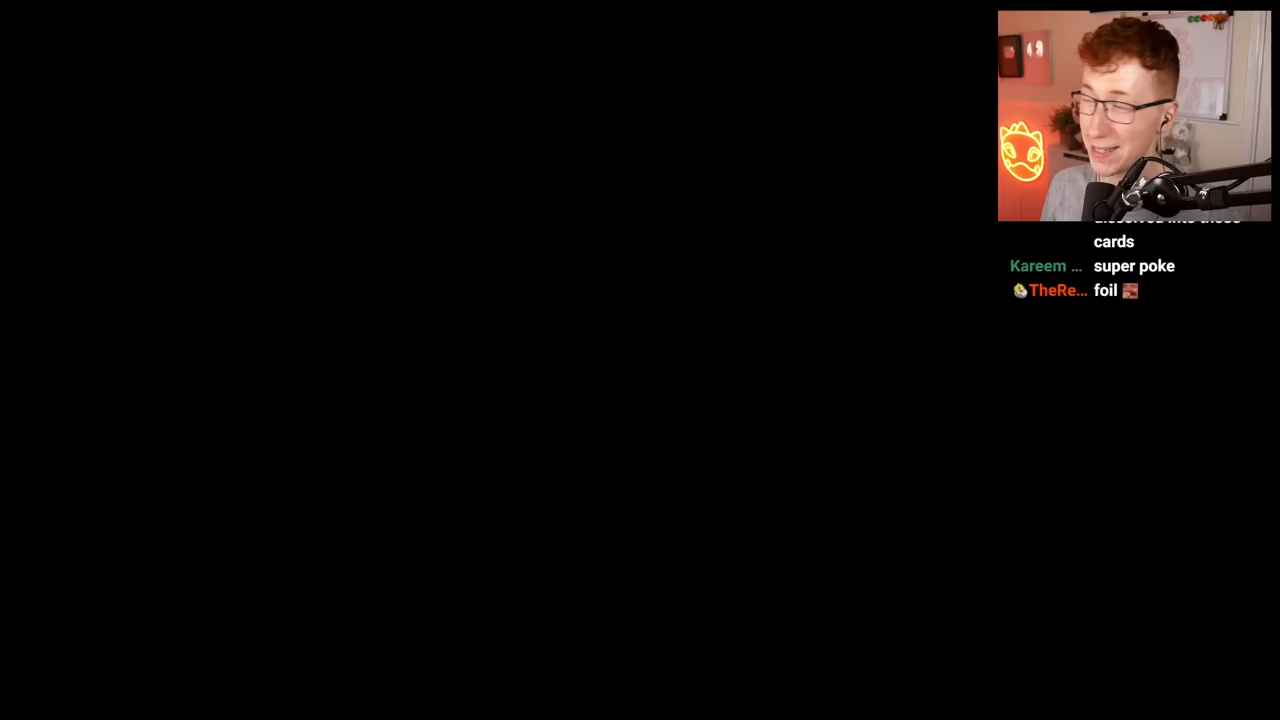 cards
Kareem … super poke
TheRe… foil